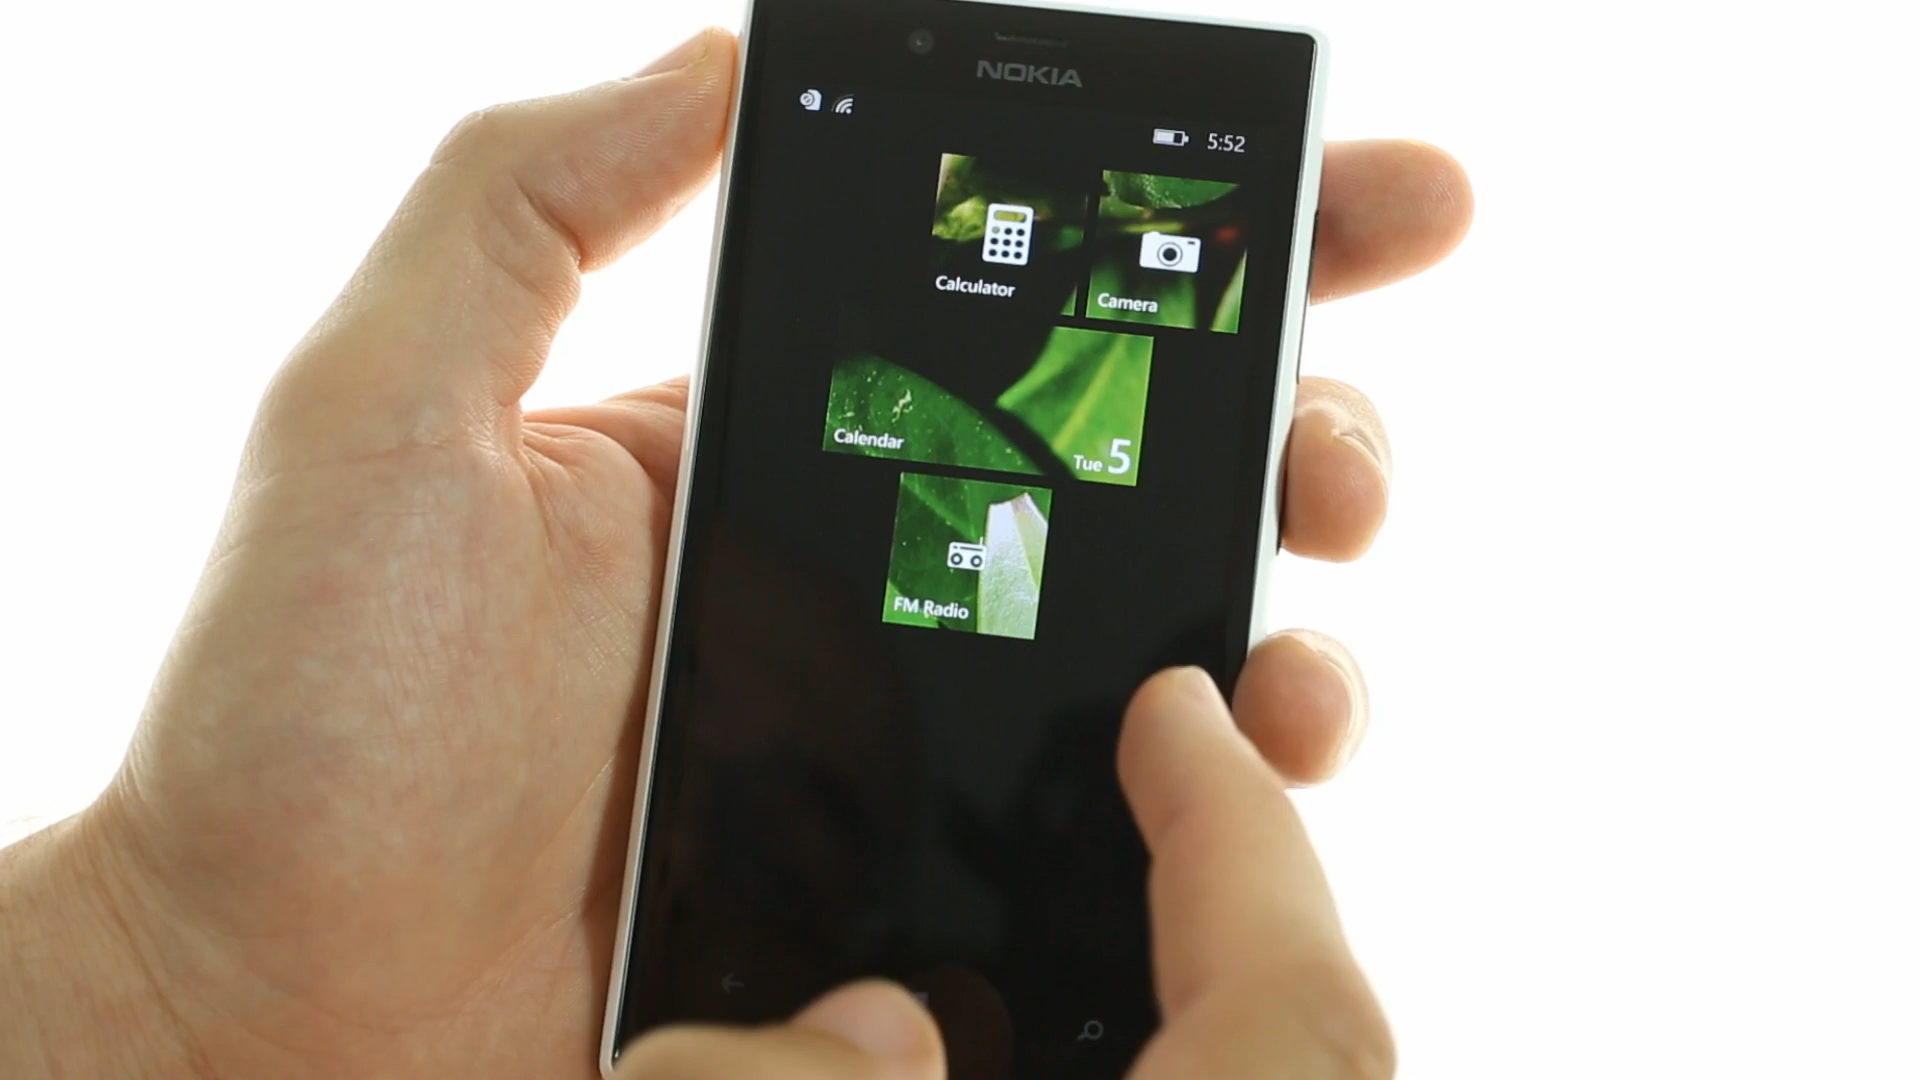 NOKIA
5:52
Calculator
Camera
Calendar
Tue 5
FM Radio